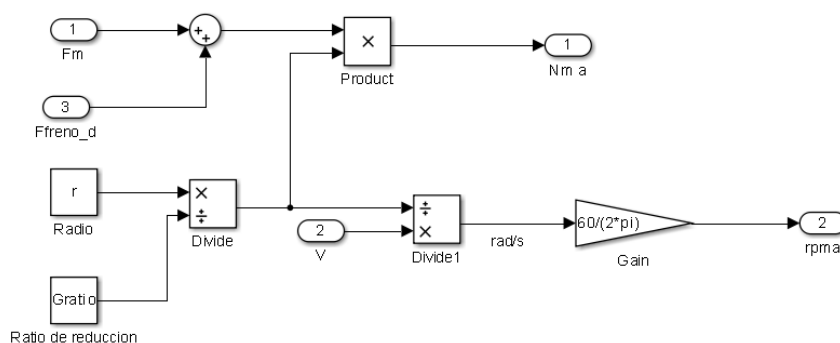 1
Fm
+
+
×
Product
1
Nm a
3
Ffreno_d
r
Radio
×
÷
Divide
2
V
÷
×
Divide1
rad/s
60/(2*pi)
Gain
2
rpma
Gratio
Ratio de reduccion